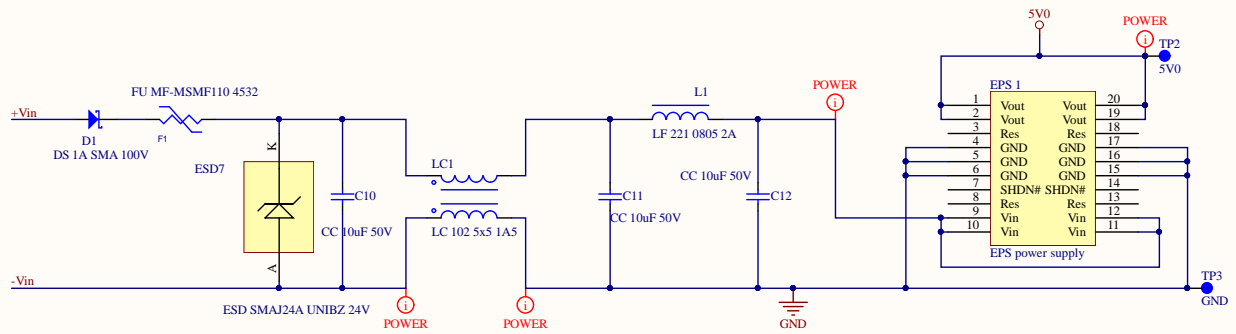 5V0
POWER
i
TP2
5V0
FU MF-MSMF110 4532
POWER
i
L1
EPS 1
+Vin
F1
D1
DS 1A SMA 100V
LF 221 0805 2A
1 Vout Vout 20
2 Vout Vout 19
3 Res Res 18
4 GND GND 17
5 GND GND 16
6 GND GND 15
7 SHDN# SHDN# 14
8 Res Res 13
9 Vin Vin 12
10 Vin Vin 11
EPS power supply
ESD7
K
A
LC1
C10
CC 10uF 50V
LC 102 5x5 1A5
C11
CC 10uF 50V
CC 10uF 50V
C12
-Vin
ESD SMAJ24A UNIBZ 24V
i
POWER
i
POWER
GND
TP3
GND